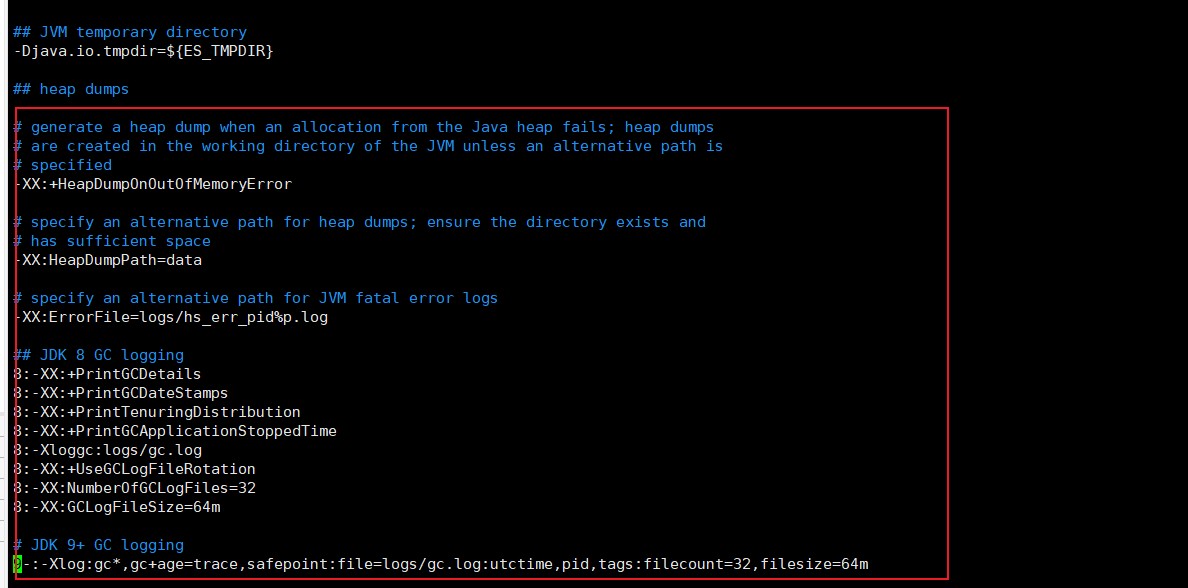 ## JVM temporary directory
-Djava.io.tmpdir=${ES_TMPDIR}
## heap dumps
# generate a heap dump when an allocation from the Java heap fails; heap dumps
# are created in the working directory of the JVM unless an alternative path is
# specified
-XX:+HeapDumpOnOutOfMemoryError
# specify an alternative path for heap dumps; ensure the directory exists and
# has sufficient space
-XX:HeapDumpPath=data
# specify an alternative path for JVM fatal error logs
-XX:ErrorFile=logs/hs_err_pid%p.log
## JDK 8 GC logging
8:-XX:+PrintGCDetails
8:-XX:+PrintGCDateStamps
8:-XX:+PrintTenuringDistribution
8:-XX:+PrintGCApplicationStoppedTime
8:-Xloggc:logs/gc.log
8:-XX:+UseGCLogFileRotation
8:-XX:NumberOfGCLogFiles=32
8:-XX:GCLogFileSize=64m
# JDK 9+ GC logging
9-:-Xlog:gc*,gc+age=trace,safepoint:file=logs/gc.log:utctime,pid,tags:filecount=32,filesize=64m